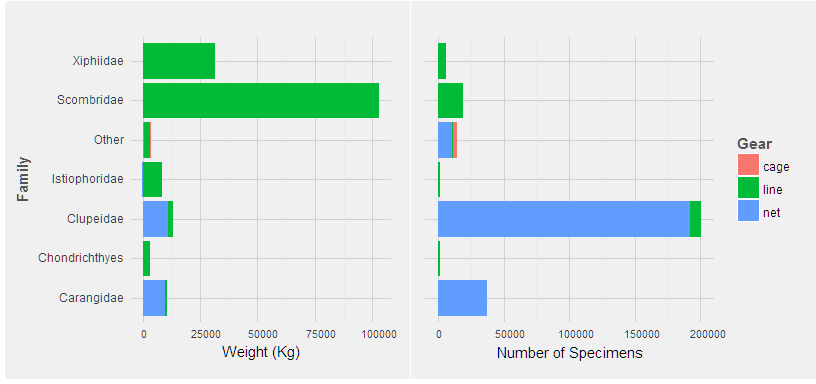 Family
Xiphiidae
Scombridae
Other
Istiophoridae
Clupeidae
Chondrichthyes
Carangidae
0 25000 50000 75000 100000
Weight (Kg)
0 50000 100000 150000 200000
Number of Specimens
Gear
cage
line
net